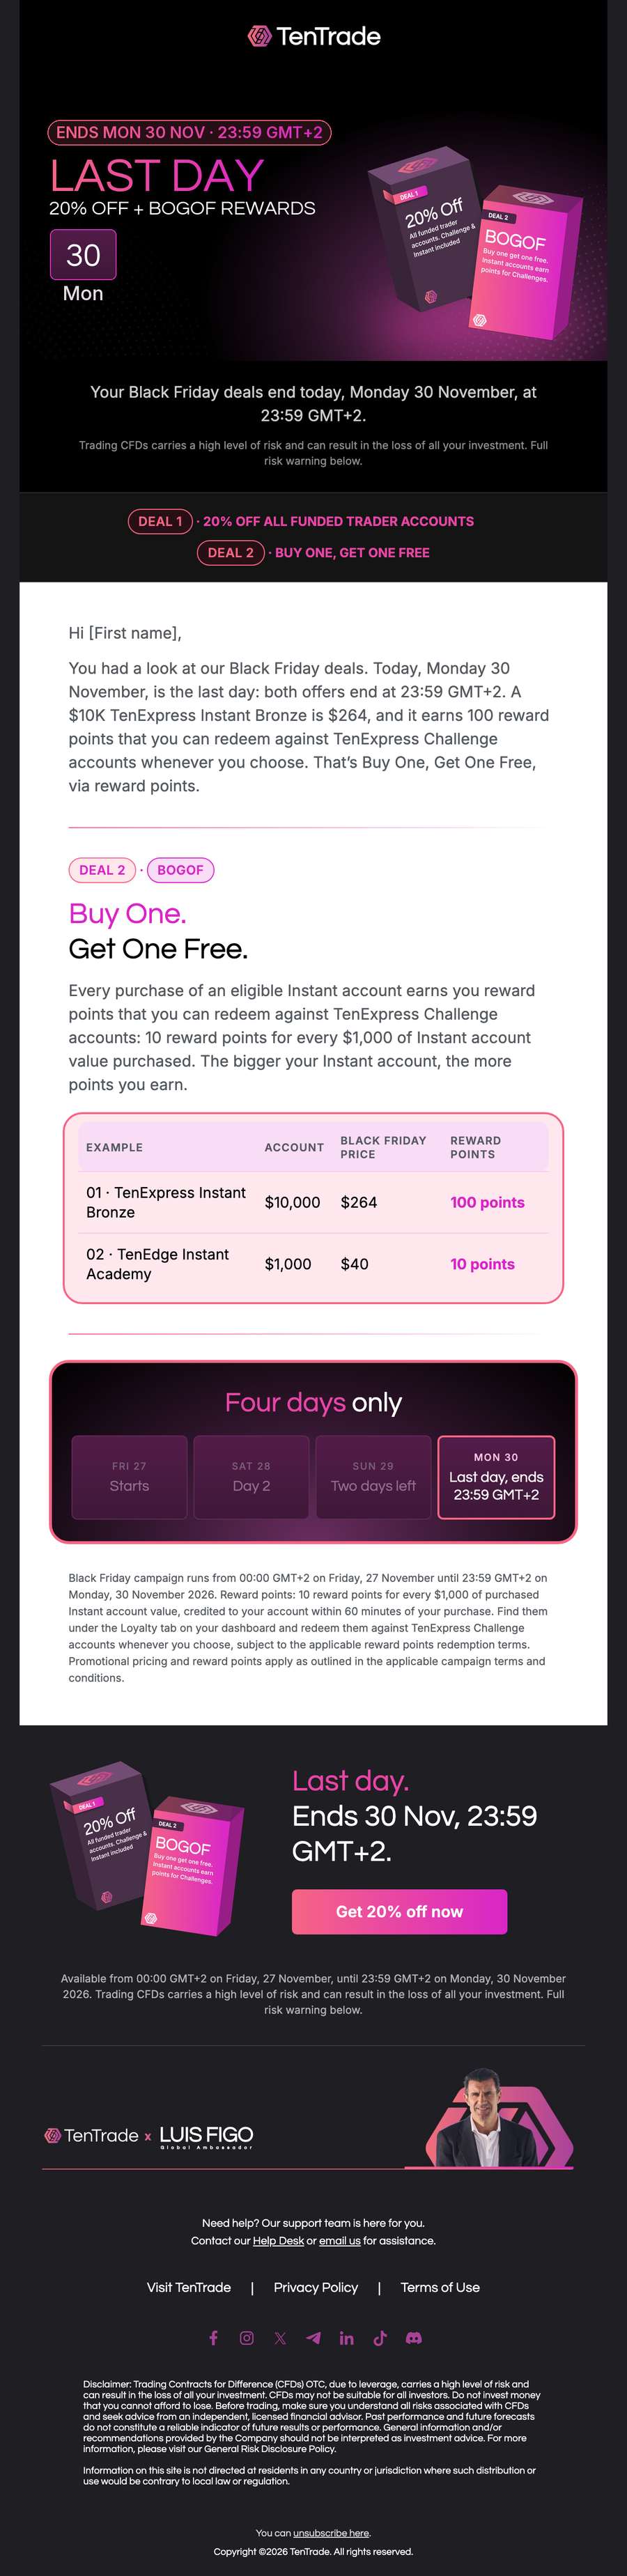 TenTrade
ENDS MON 30 NOV · 23:59 GMT+2
LAST DAY
20% OFF + BOGOF REWARDS
30
Mon
DEAL 1
20% Off
All funded trader
accounts. Challenge &
Instant included
DEAL 2
BOGOF
Buy one get one free.
Instant accounts earn
points for Challenges.
Your Black Friday deals end today, Monday 30 November, at
23:59 GMT+2.
Trading CFDs carries a high level of risk and can result in the loss of all your investment. Full
risk warning below.
DEAL 1 · 20% OFF ALL FUNDED TRADER ACCOUNTS
DEAL 2 · BUY ONE, GET ONE FREE
Hi [First name],
You had a look at our Black Friday deals. Today, Monday 30
November, is the last day: both offers end at 23:59 GMT+2. A
$10K TenExpress Instant Bronze is $264, and it earns 100 reward
points that you can redeem against TenExpress Challenge
accounts whenever you choose. That’s Buy One, Get One Free,
via reward points.
DEAL 2 · BOGOF
Buy One.
Get One Free.
Every purchase of an eligible Instant account earns you reward
points that you can redeem against TenExpress Challenge
accounts: 10 reward points for every $1,000 of Instant account
value purchased. The bigger your Instant account, the more
points you earn.
EXAMPLE ACCOUNT BLACK FRIDAY PRICE REWARD POINTS
01 · TenExpress Instant Bronze $10,000 $264 100 points
02 · TenEdge Instant Academy $1,000 $40 10 points
Four days only
FRI 27
Starts
SAT 28
Day 2
SUN 29
Two days left
MON 30
Last day, ends
23:59 GMT+2
Black Friday campaign runs from 00:00 GMT+2 on Friday, 27 November until 23:59 GMT+2 on
Monday, 30 November 2026. Reward points: 10 reward points for every $1,000 of purchased
Instant account value, credited to your account within 60 minutes of your purchase. Find them
under the Loyalty tab on your dashboard and redeem them against TenExpress Challenge
accounts whenever you choose, subject to the applicable reward points redemption terms.
Promotional pricing and reward points apply as outlined in the applicable campaign terms and
conditions.
DEAL 1
20% Off
All funded trader
accounts. Challenge &
Instant included
DEAL 2
BOGOF
Buy one get one free.
Instant accounts earn
points for Challenges.
Last day.
Ends 30 Nov, 23:59
GMT+2.
Get 20% off now
Available from 00:00 GMT+2 on Friday, 27 November, until 23:59 GMT+2 on Monday, 30 November
2026. Trading CFDs carries a high level of risk and can result in the loss of all your investment. Full
risk warning below.
TenTrade x LUIS FIGO
Global Ambassador
Need help? Our support team is here for you.
Contact our Help Desk or email us for assistance.
Visit TenTrade | Privacy Policy | Terms of Use
Disclaimer: Trading Contracts for Difference (CFDs) OTC, due to leverage, carries a high level of risk and
can result in the loss of all your investment. CFDs may not be suitable for all investors. Do not invest money
that you cannot afford to lose. Before trading, make sure you understand all risks associated with CFDs
and seek advice from an independent, licensed financial advisor. Past performance and future forecasts
do not constitute a reliable indicator of future results or performance. General information and/or
recommendations provided by the Company should not be interpreted as investment advice. For more
information, please visit our General Risk Disclosure Policy.
Information on this site is not directed at residents in any country or jurisdiction where such distribution or
use would be contrary to local law or regulation.
You can unsubscribe here.
Copyright ©2026 TenTrade. All rights reserved.